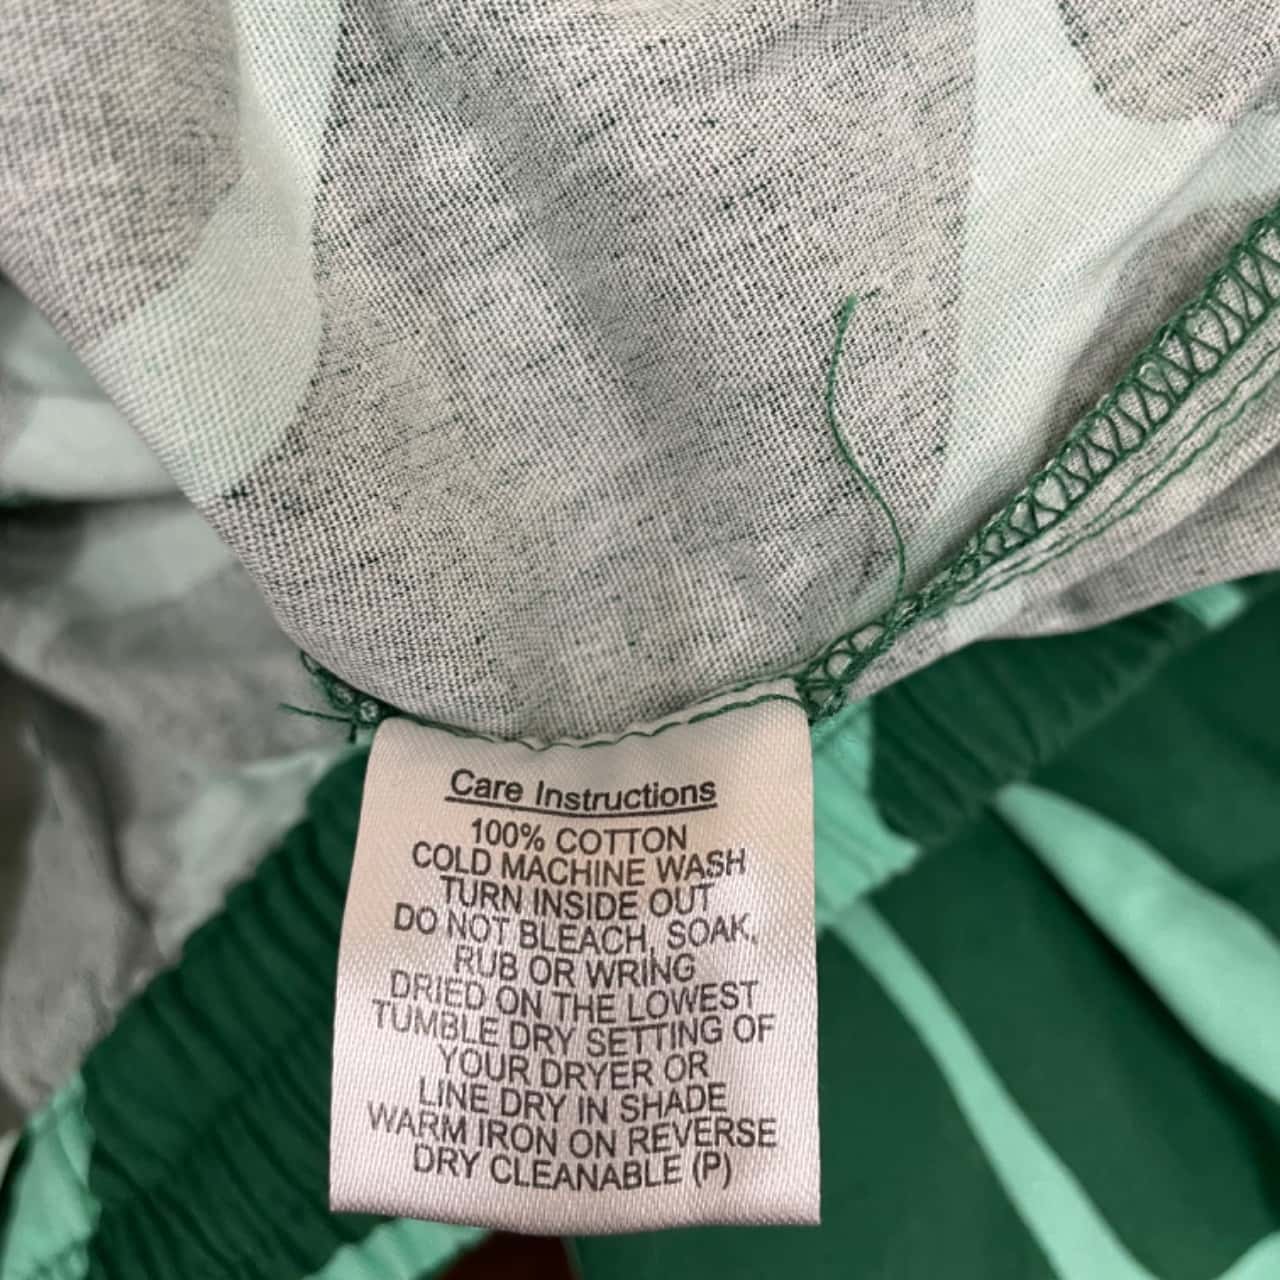 Care Instructions
100% COTTON
COLD MACHINE WASH
TURN INSIDE OUT
DO NOT BLEACH, SOAK,
RUB OR WRING
DRIED ON THE LOWEST
TUMBLE DRY SETTING OF
YOUR DRYER OR
LINE DRY IN SHADE
WARM IRON ON REVERSE
DRY CLEANABLE (P)